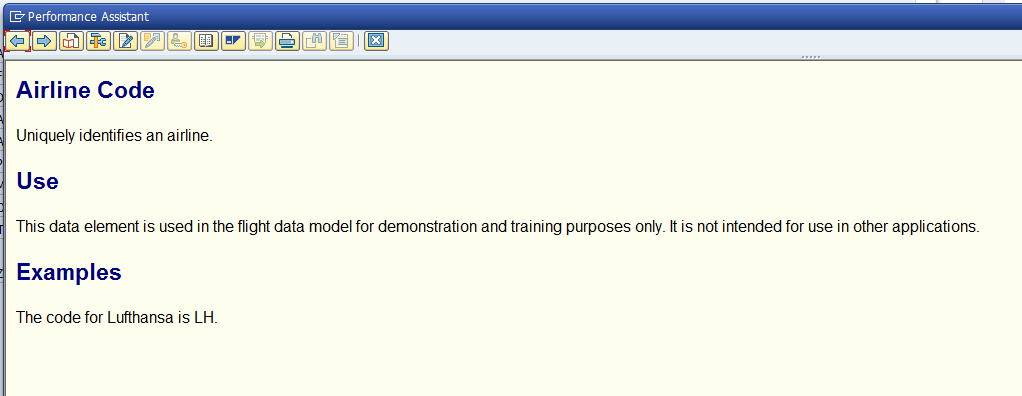 Performance Assistant
Airline Code
Uniquely identifies an airline.
Use
This data element is used in the flight data model for demonstration and training purposes only. It is not intended for use in other applications.
Examples
The code for Lufthansa is LH.